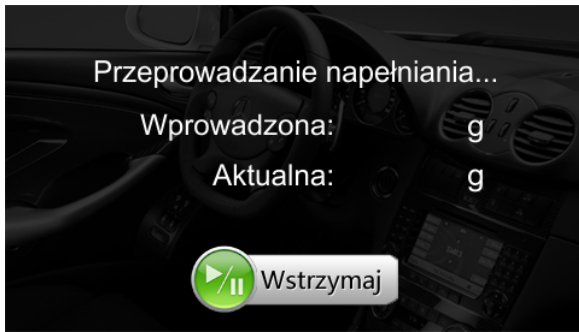 Przeprowadzanie napełniania...
Wprowadzona: g
Aktualna: g
Wstrzymaj